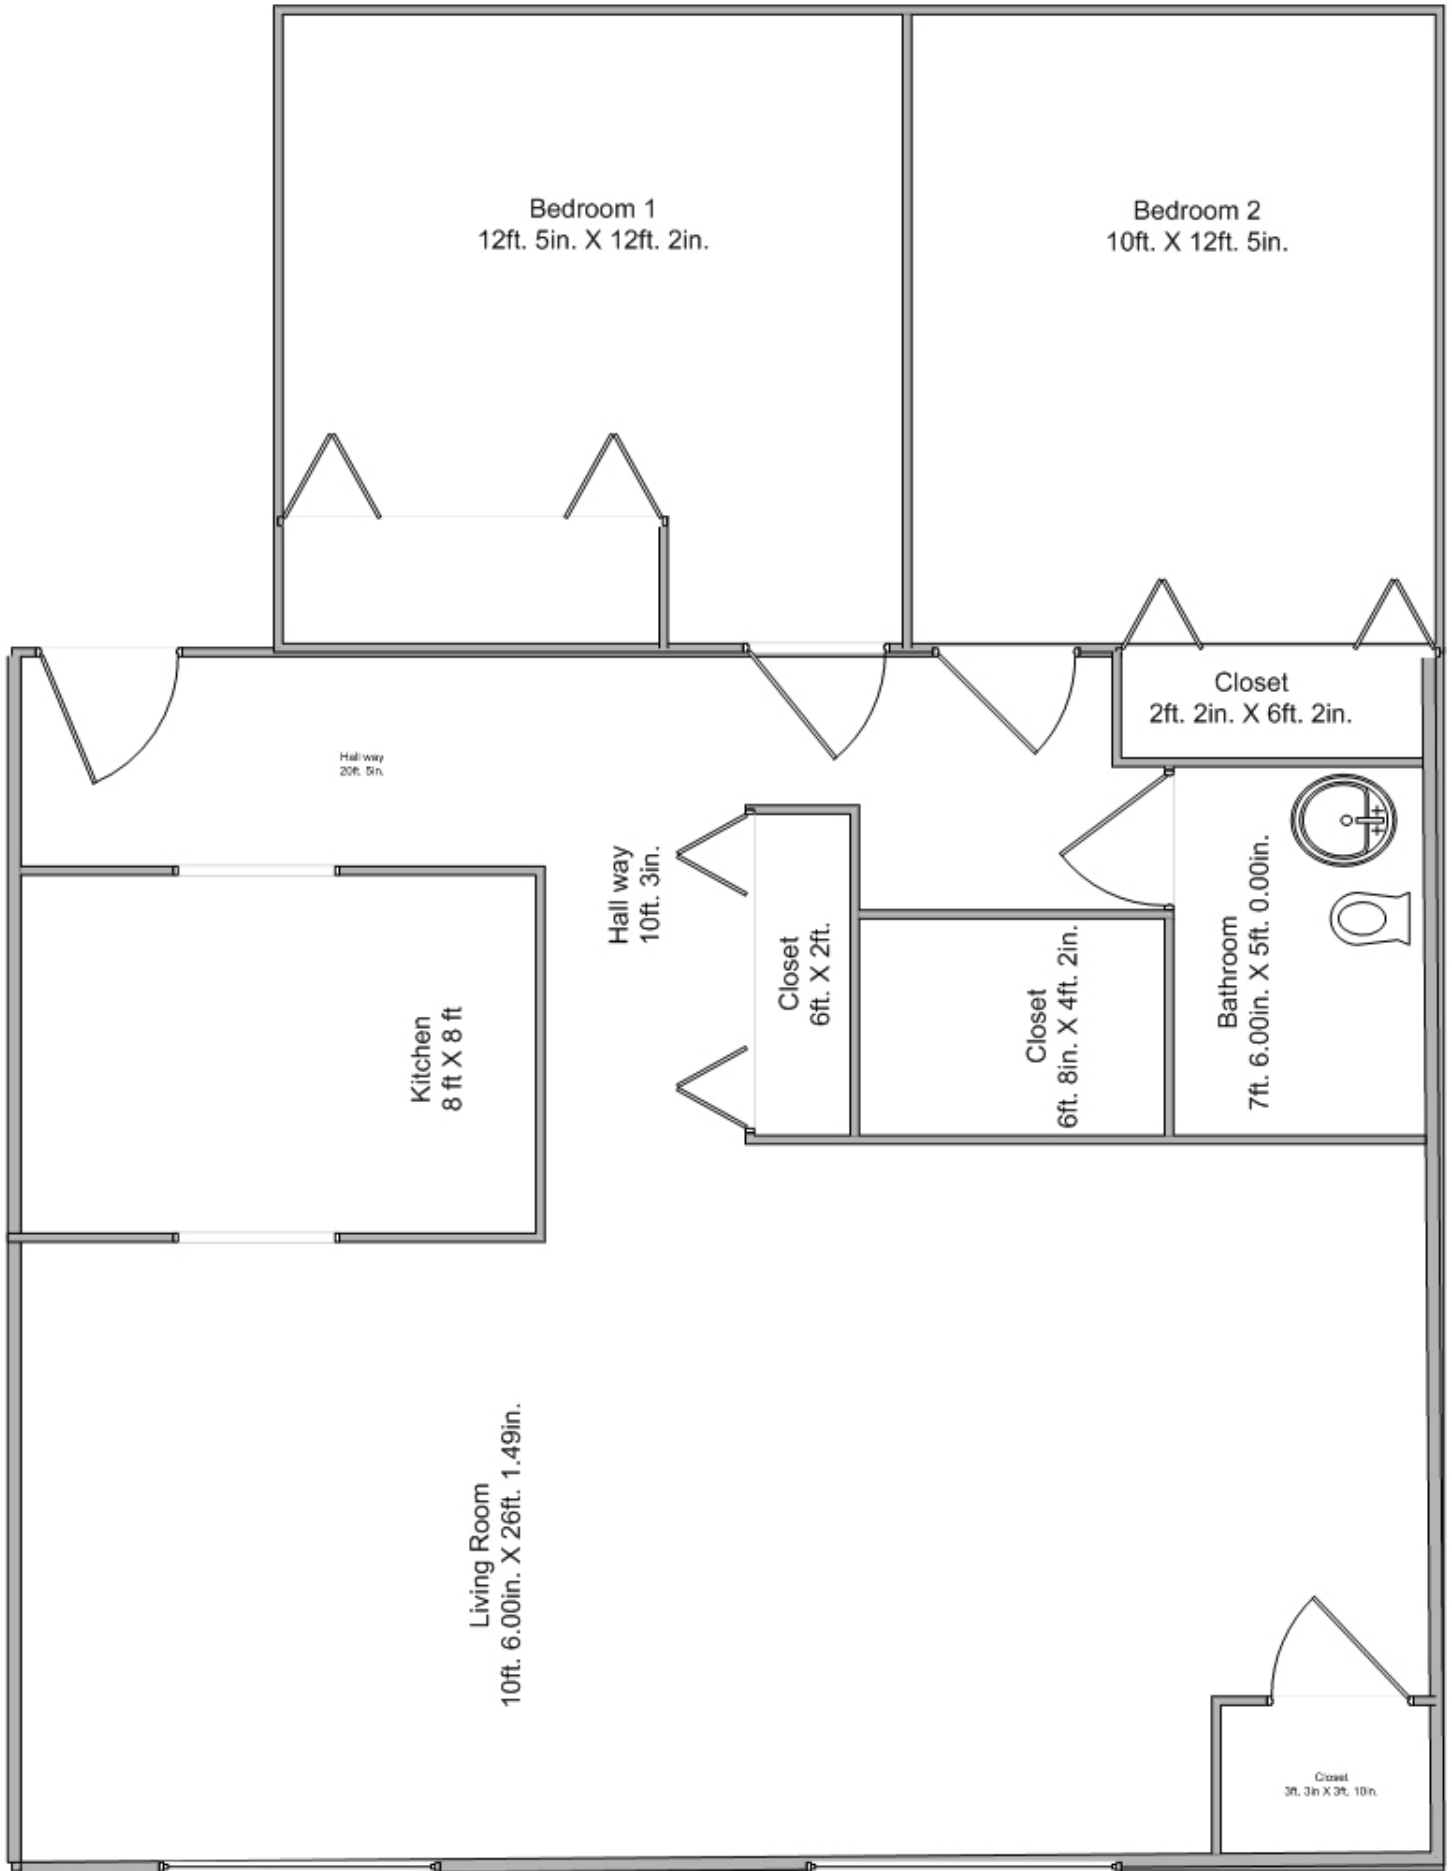 Bedroom 1
12ft. 5in. X 12ft. 2in.
Bedroom 2
10ft. X 12ft. 5in.
Closet
2ft. 2in. X 6ft. 2in.
Hall way
20ft. 5in.
Hall way
10ft. 3in.
Closet
6ft. X 2ft.
Closet
6ft. 8in. X 4ft. 2in.
Bathroom
7ft. 6.00in. X 5ft. 0.00in.
Kitchen
8 ft X 8 ft
Living Room
10ft. 6.00in. X 26ft. 1.49in.
Closet
3ft. 3in X 3ft. 10in.